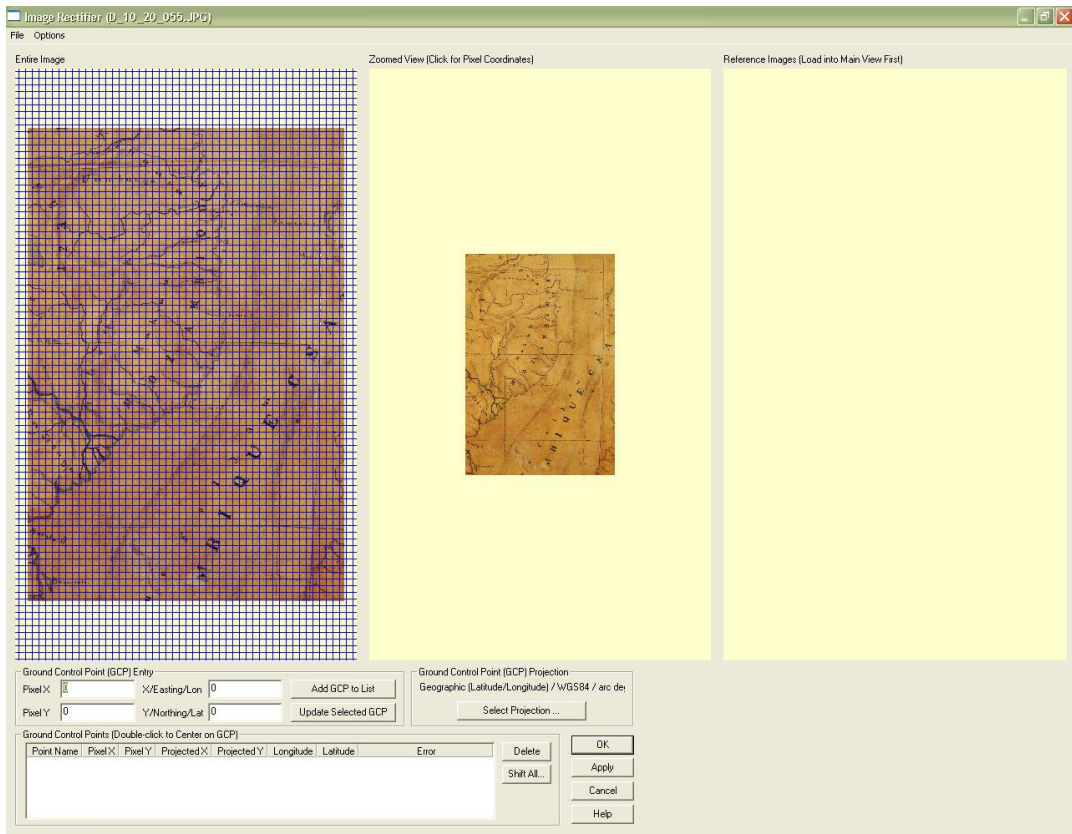 Image Rectifier (D_10_20_055.JPG)
File Options
Entire Image
Zoomed View (Click for Pixel Coordinates)
Reference Images (Load into Main View First)
M O Z A M B I Q U
M B I Q U E C
Ground Control Point (GCP) Entry
Pixel X
X/Easting/Lon 0
Add GCP to List
Pixel Y 0
Y/Northing/Lat 0
Update Selected GCP
Ground Control Point (GCP) Projection
Geographic (Latitude/Longitude) / WGS84 / arc de
Select Projection ...
Ground Control Points (Double-click to Center on GCP)
Point Name Pixel X Pixel Y Projected X Projected Y Longitude Latitude Error
Delete
Shift All...
OK
Apply
Cancel
Help